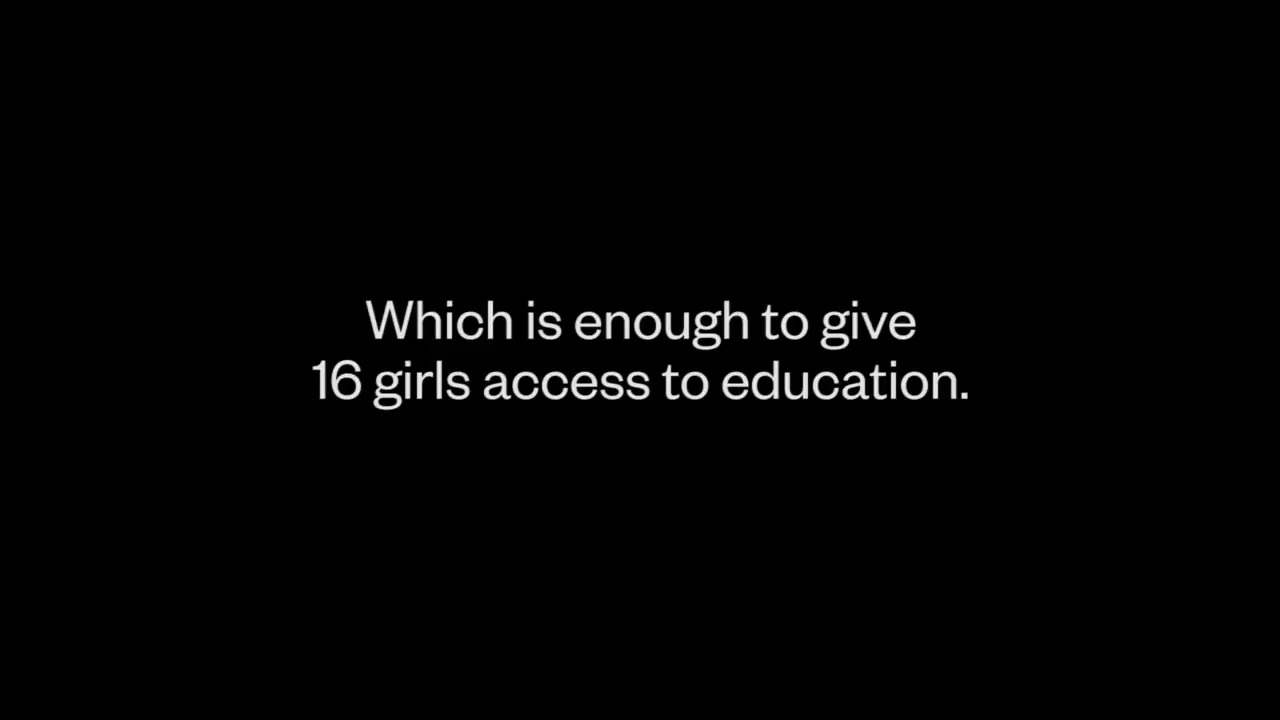 Which is enough to give
16 girls access to education.